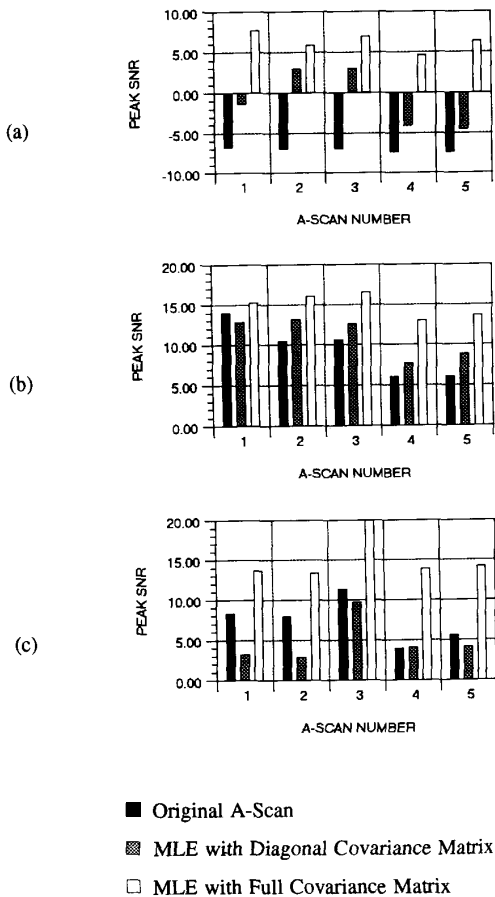 (a)
PEAK SNR
10.00
5.00
0.00
-5.00
-10.00
1 2 3 4 5
A-SCAN NUMBER
(b)
PEAK SNR
20.00
15.00
10.00
5.00
0.00
1 2 3 4 5
A-SCAN NUMBER
(c)
PEAK SNR
20.00
15.00
10.00
5.00
0.00
1 2 3 4 5
A-SCAN NUMBER
Original A-Scan
MLE with Diagonal Covariance Matrix
MLE with Full Covariance Matrix